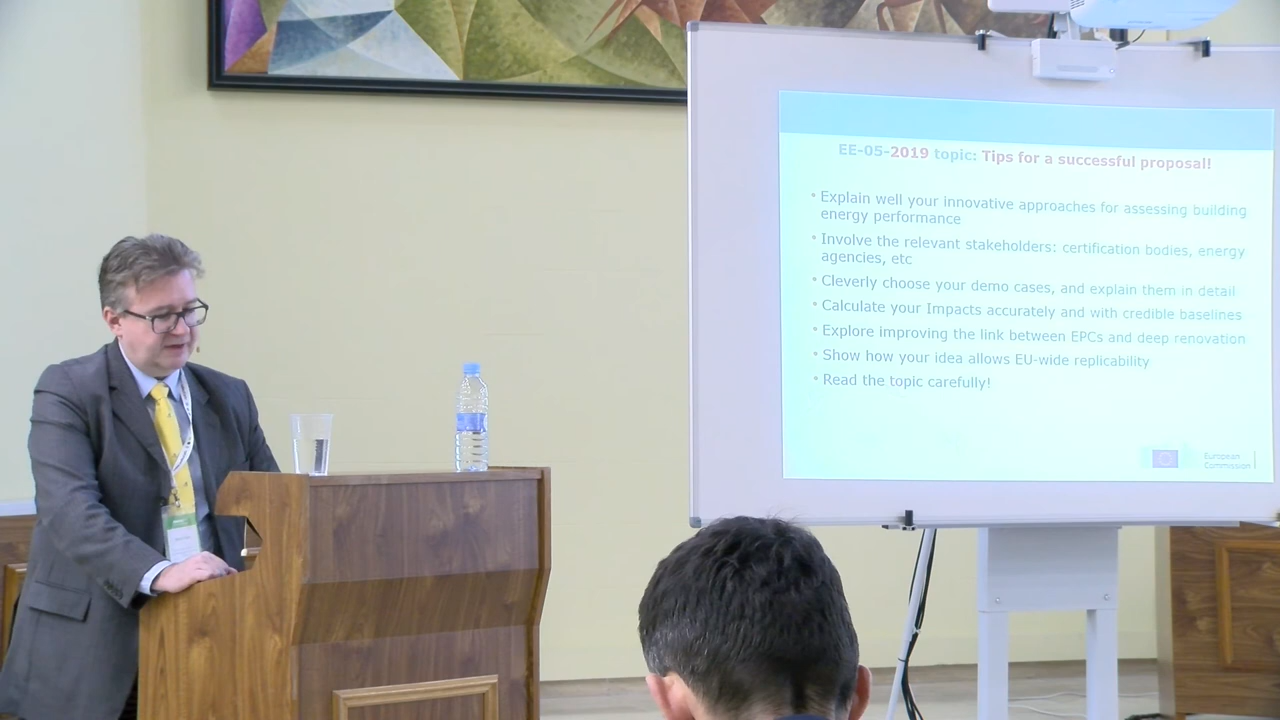 EE-05-2019 topic: Tips for a successful proposal!
• Explain well your innovative approaches for assessing building
energy performance
• Involve the relevant stakeholders: certification bodies, energy
agencies, etc
• Cleverly choose your demo cases, and explain them in detail
• Calculate your Impacts accurately and with credible baselines
• Explore improving the link between EPCs and deep renovation
• Show how your idea allows EU-wide replicability
• Read the topic carefully!
European
Commission